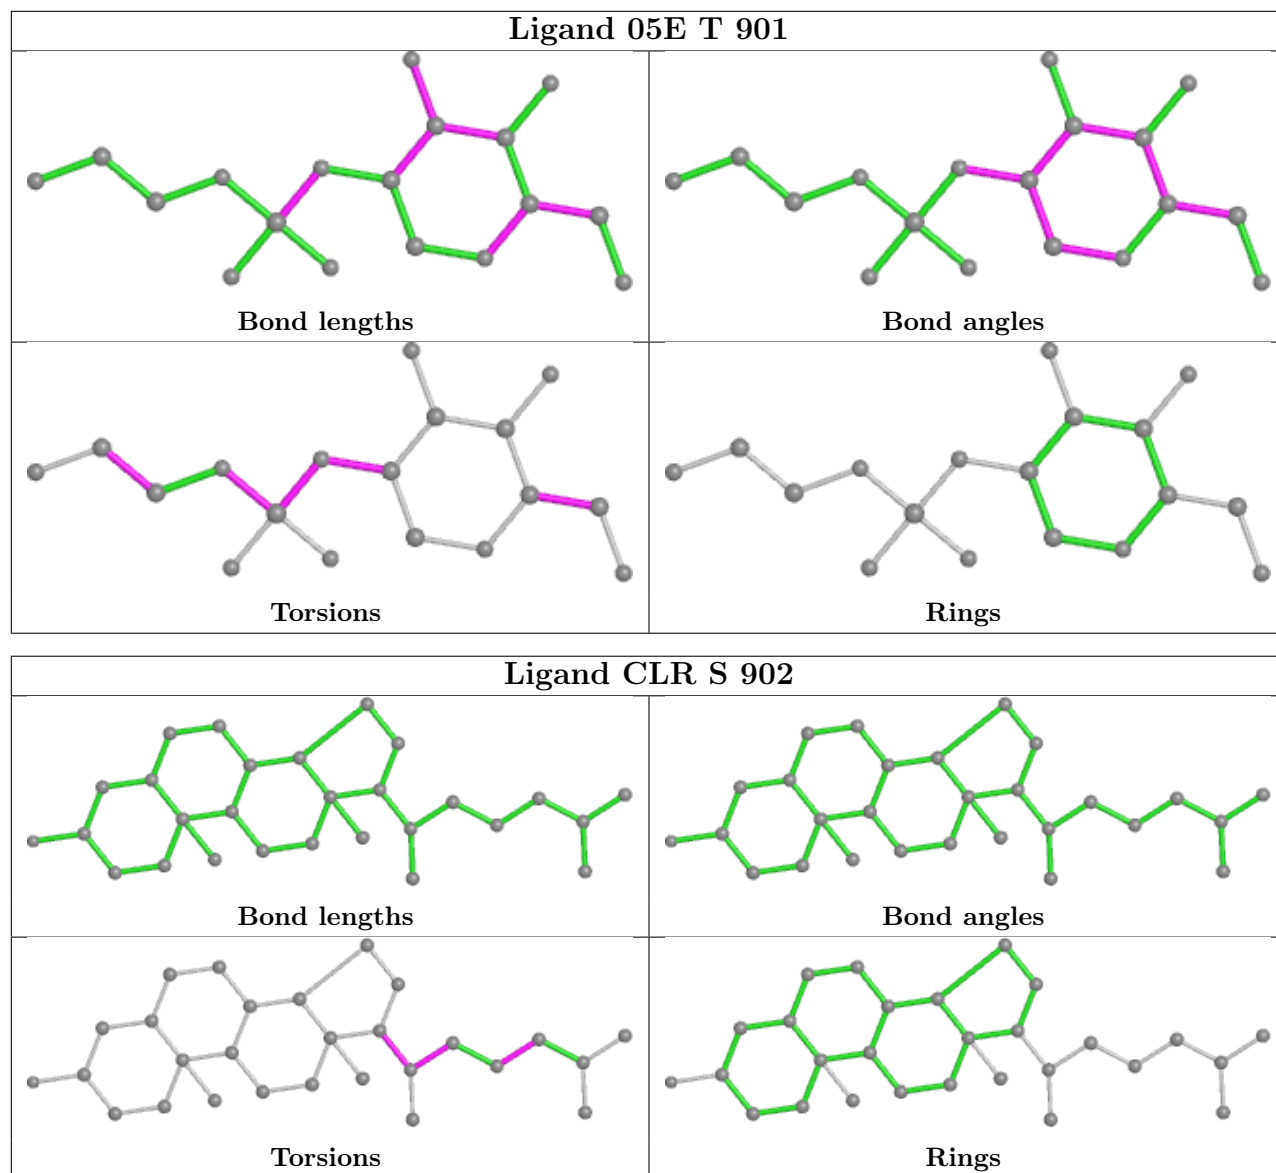 Ligand 05E T 901
Bond lengths
Bond angles
Torsions
Rings
Ligand CLR S 902
Bond lengths
Bond angles
Torsions
Rings